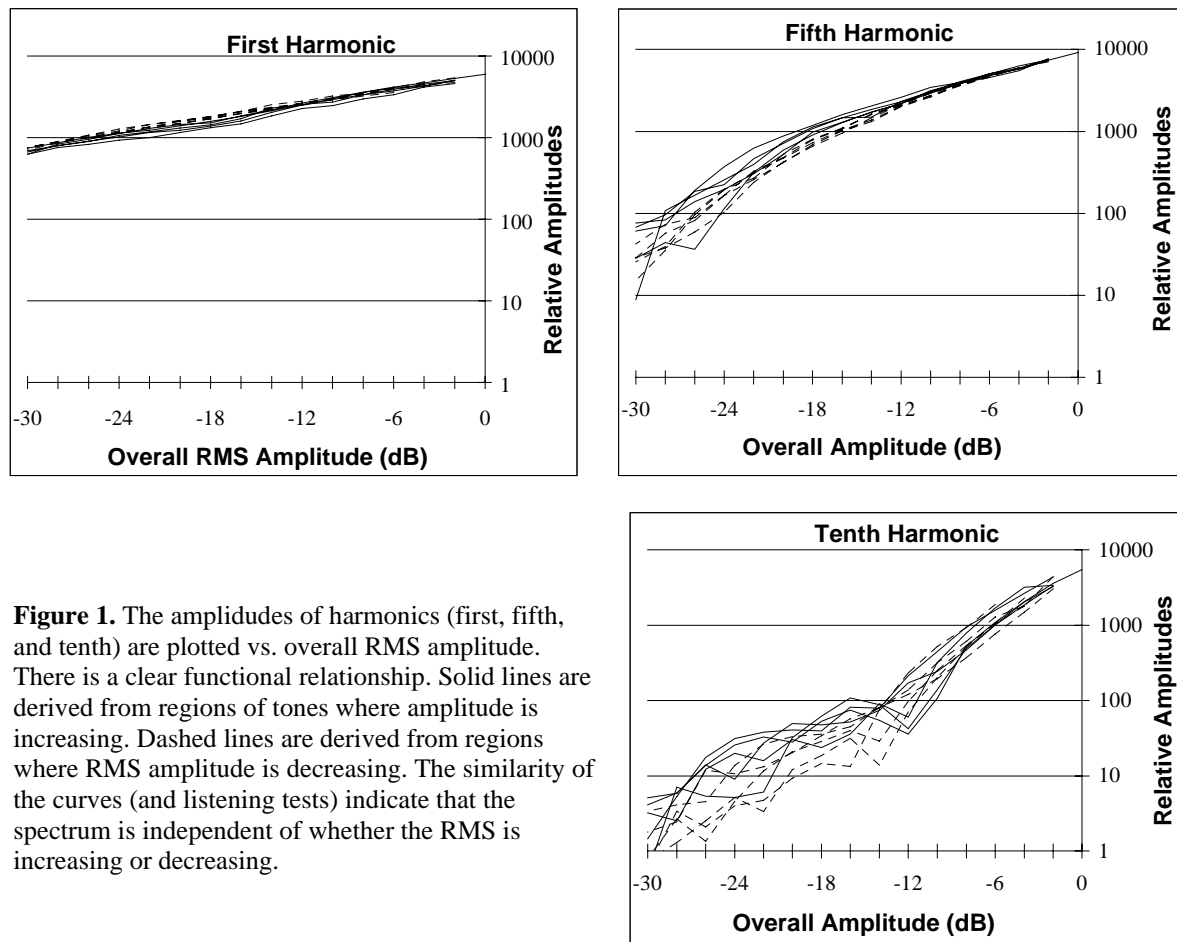 First Harmonic
10000
1000
100
10
1
Relative Amplitudes
-30 -24 -18 -12 -6 0
Overall RMS Amplitude (dB)
Fifth Harmonic
10000
1000
100
10
1
Relative Amplitudes
-30 -24 -18 -12 -6 0
Overall Amplitude (dB)
Figure 1. The amplidudes of harmonics (first, fifth,
and tenth) are plotted vs. overall RMS amplitude.
There is a clear functional relationship. Solid lines are
derived from regions of tones where amplitude is
increasing. Dashed lines are derived from regions
where RMS amplitude is decreasing. The similarity of
the curves (and listening tests) indicate that the
spectrum is independent of whether the RMS is
increasing or decreasing.
Tenth Harmonic
10000
1000
100
10
1
Relative Amplitudes
-30 -24 -18 -12 -6 0
Overall Amplitude (dB)